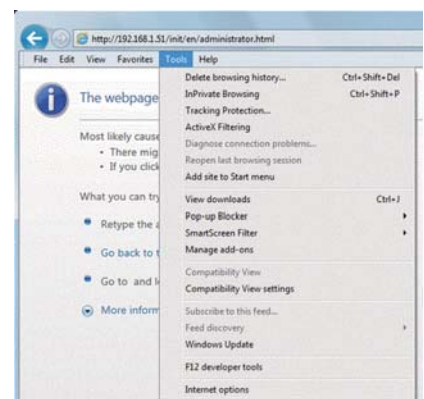 http://192.168.1.51/init/en/administrator.html
File Edit View Favorites Tools Help
The webpage
Most likely cause
• There mig
• If you click
What you can try
Retype the a
Go back to t
Go to and l
More inform
Delete browsing history... Ctrl+Shift+Del
InPrivate Browsing Ctrl+Shift+P
Tracking Protection...
ActiveX Filtering
Diagnose connection problems...
Reopen last browsing session
Add site to Start menu
View downloads Ctrl+J
Pop-up Blocker
SmartScreen Filter
Manage add-ons
Compatibility View
Compatibility View settings
Subscribe to this feed...
Feed discovery
Windows Update
F12 developer tools
Internet options